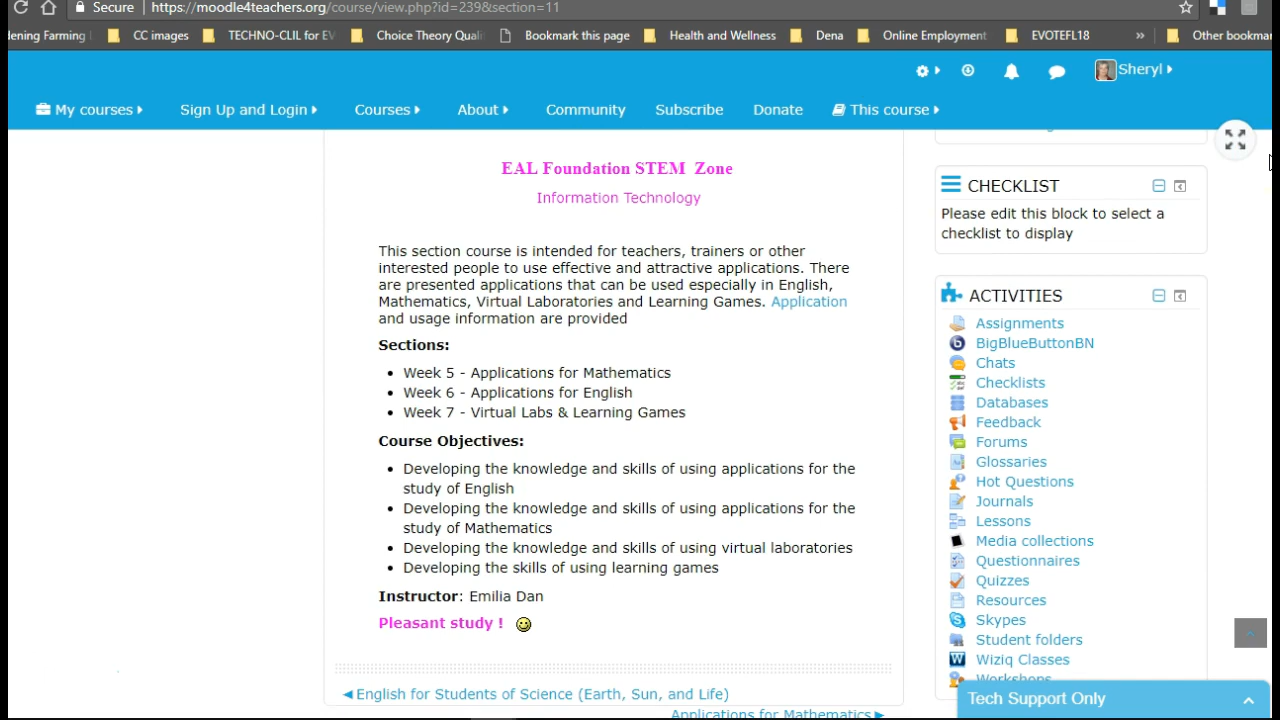 Secure https://moodle4teachers.org/course/view.php?id=239&section=11
dening Farming CC images TECHNO-CLIL for EV Choice Theory Quali Bookmark this page Health and Wellness Dena Online Employment EVOTEFL18 » Other bookmar
Sheryl
My courses Sign Up and Login Courses About Community Subscribe Donate This course
EAL Foundation STEM Zone
Information Technology
This section course is intended for teachers, trainers or other
interested people to use effective and attractive applications. There
are presented applications that can be used especially in English,
Mathematics, Virtual Laboratories and Learning Games. Application
and usage information are provided
Sections:
• Week 5 - Applications for Mathematics
• Week 6 - Applications for English
• Week 7 - Virtual Labs & Learning Games
Course Objectives:
• Developing the knowledge and skills of using applications for the
study of English
• Developing the knowledge and skills of using applications for the
study of Mathematics
• Developing the knowledge and skills of using virtual laboratories
• Developing the skills of using learning games
Instructor: Emilia Dan
Pleasant study !
◀English for Students of Science (Earth, Sun, and Life)
Applications for Mathematics▶
CHECKLIST
Please edit this block to select a
checklist to display
ACTIVITIES
Assignments
BigBlueButtonBN
Chats
Checklists
Databases
Feedback
Forums
Glossaries
Hot Questions
Journals
Lessons
Media collections
Questionnaires
Quizzes
Resources
Skypes
Student folders
Wiziq Classes
Workshops
Tech Support Only